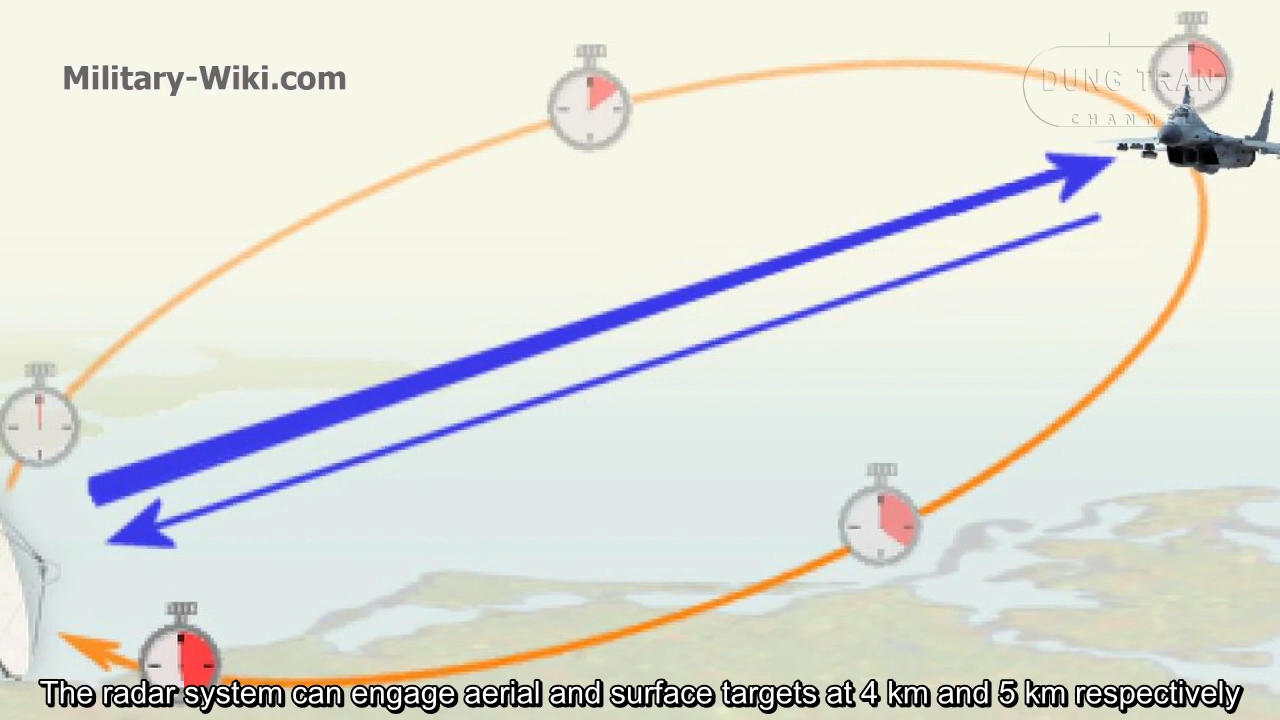 Military-Wiki.com
DUNG TRAN
CHANNEL
The radar system can engage aerial and surface targets at 4 km and 5 km respectively